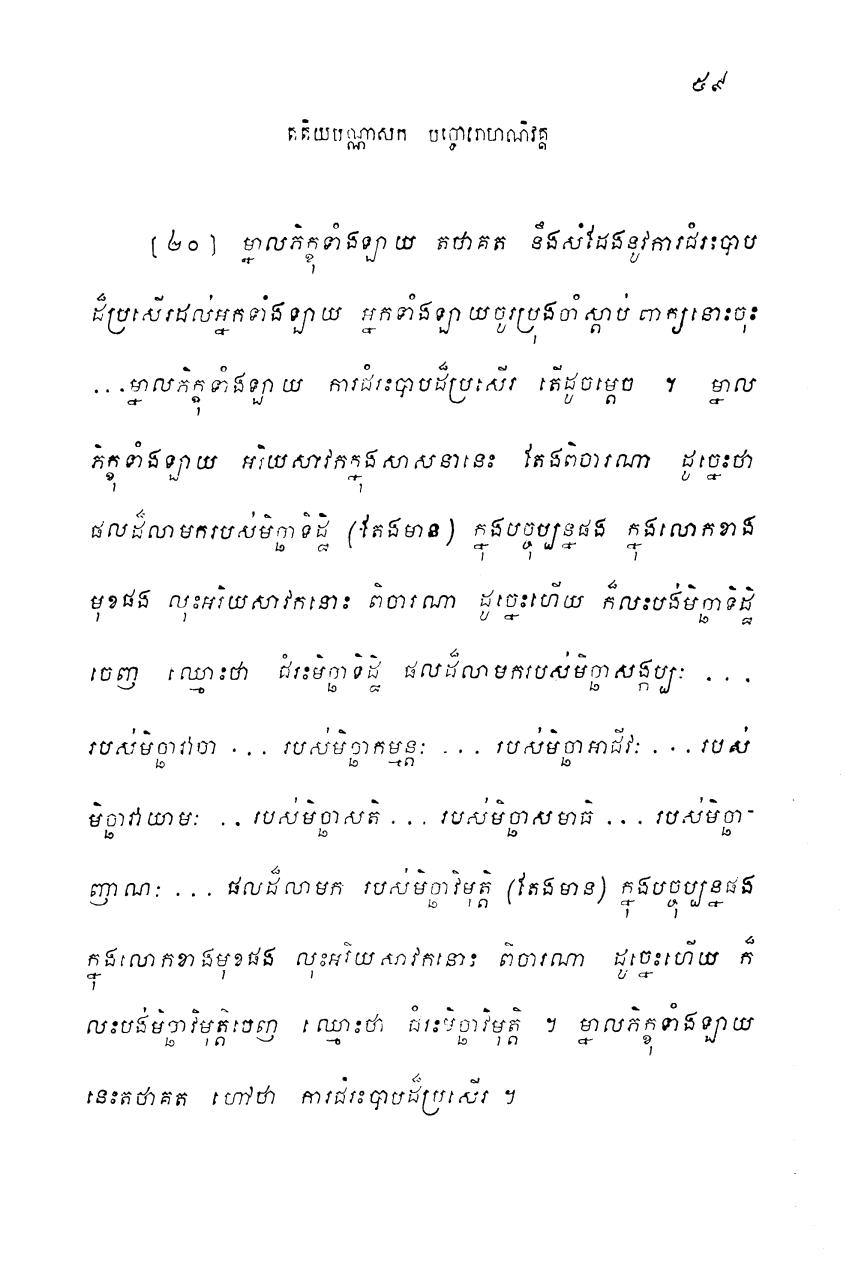 ៥៩
តតិយបណ្ណាសក បច្ចោរោហណិវគ្គ
[២០] ម្នាលភិក្ខុទាំងឡាយ តថាគត នឹងសំដែងនូវការជំរះបាប
ដ៏ប្រសើរដល់អ្នកទាំងឡាយ អ្នកទាំងឡាយចូរប្រុងចាំស្តាប់ ពាក្យនោះចុះ
...ម្នាលភិក្ខុទាំងឡាយ ការជំរះបាបដ៏ប្រសើរ តើដូចម្តេច ។ ម្នាល
ភិក្ខុទាំងឡាយ អរិយសាវកក្នុងសាសនានេះ តែងពិចារណា ដូច្នេះថា
ផលដ៏លាមករបស់មិច្ឆាទិដ្ឋិ (តែងមាន) ក្នុងបច្ចុប្បន្នផង ក្នុងលោកខាង
មុខផង លុះអរិយសាវកនោះ ពិចារណា ដូច្នេះហើយ ក៏លះបង់មិច្ឆាទិដ្ឋិ
ចេញ ឈ្មោះថា ជំរះមិច្ឆាទិដ្ឋិ ផលដ៏លាមករបស់មិច្ឆាសង្កប្បៈ ...
របស់មិច្ឆាវាចា ... របស់មិច្ឆាកម្មន្តៈ ... របស់មិច្ឆាអាជីវៈ ... របស់
មិច្ឆាវាយាមៈ ..របស់មិច្ឆាសតិ ... របស់មិច្ឆាសមាធិ ... របស់មិច្ឆា-
ញាណៈ ... ផលដ៏លាមក របស់មិច្ឆាវិមុត្តិ (តែងមាន) ក្នុងបច្ចុប្បន្នផង
ក្នុងលោកខាងមុខផង លុះអរិយសាវកនោះ ពិចារណា ដូច្នេះហើយ ក៏
លះបង់មិច្ឆាវិមុត្តិចេញ ឈ្មោះថា ជំរះមិច្ឆាវិមុត្តិ ។ ម្នាលភិក្ខុទាំងឡាយ
នេះតថាគត ហៅថា ការជំរះបាបដ៏ប្រសើរ ។